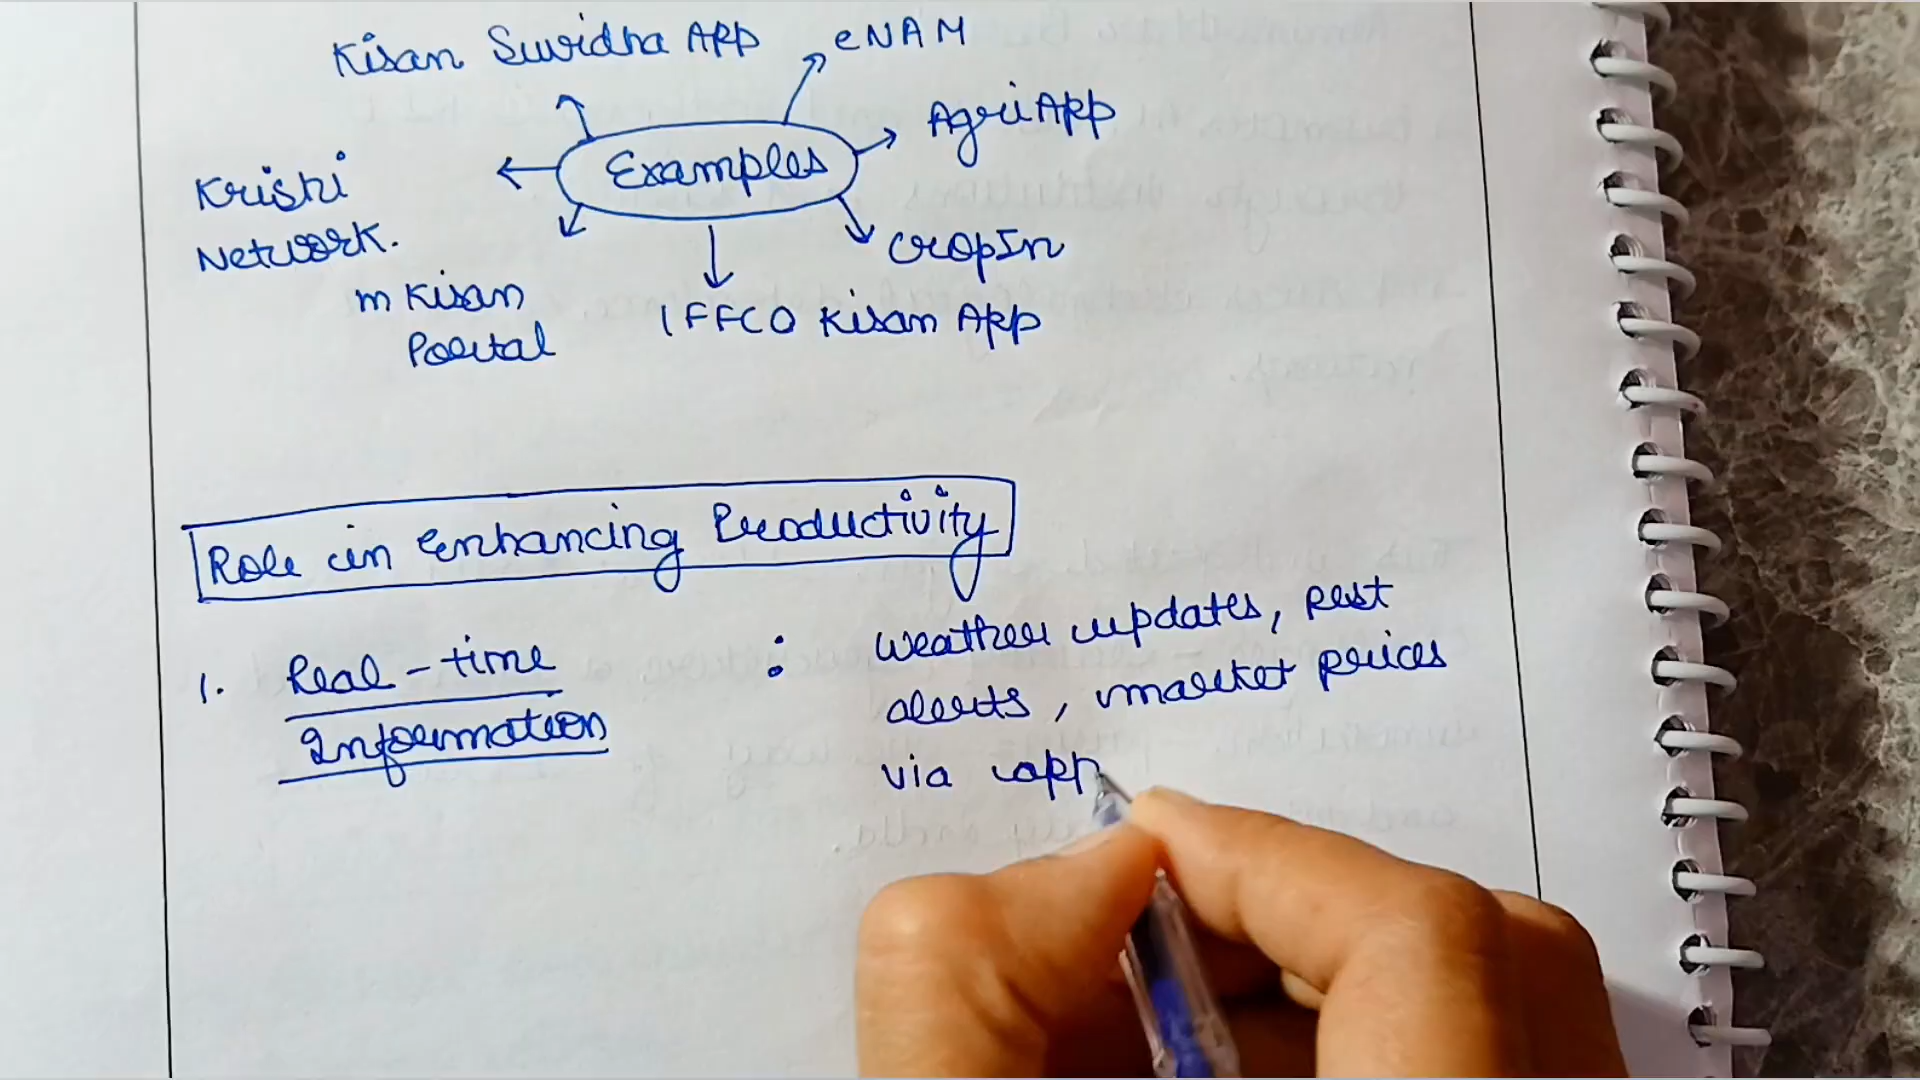 Kisan Suvidha App
eNAM
AgriApp
Examples
Krishi
Network.
CropIn
mKisan
Portal
IFFCO Kisan App
Role in enhancing Productivity
1. Real-time : Weather updates, pest
Information alerts, market prices
via app